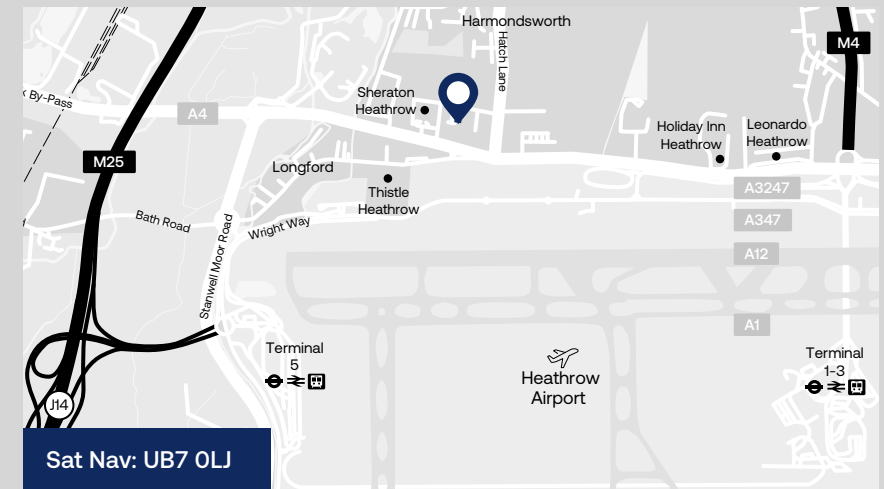 Harmondsworth
Hatch Lane
M4
k By-Pass
A4
Sheraton
Heathrow
Holiday Inn
Heathrow
Leonardo
Heathrow
M25
Longford
Thistle
Heathrow
A3247
Bath Road
Wright Way
A347
Stanwell Moor Road
A12
A1
Terminal
5
Heathrow
Airport
Terminal
1-3
J14
Sat Nav: UB7 0LJ